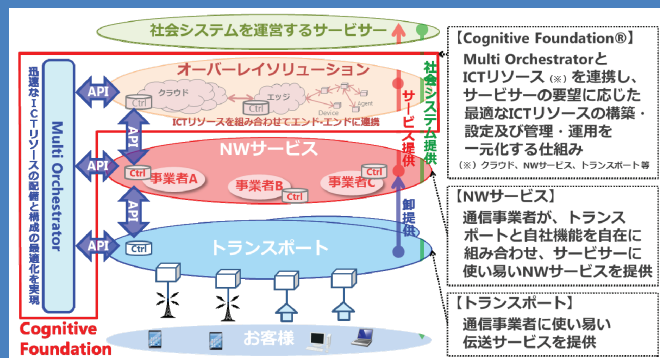 社会システムを運営するサービサー
オーバーレイソリューション
クラウド
エッジ
Agent
Device
Ctrl
Ctrl
ICTリソースを組み合わせてエンド・エンドに連携
API
API
NWサービス
Ctrl
Ctrl
Ctrl
事業者A
事業者B
事業者C
API
API
トランスポート
Ctrl
API
お客様
迅速なICTリソースの配備と構成の最適化を実現
Multi Orchestrator
Cognitive
Foundation
サービス提供
社会システム提供
卸提供
【Cognitive Foundation®】
Multi Orchestratorと
ICTリソース（※）を連携し、
サービサーの要望に応じた
最適なICTリソースの構築・
設定及び管理・運用を
一元化する仕組み
（※）クラウド、NWサービス、トランスポート等
【NWサービス】
通信事業者が、トランス
ポートと自社機能を自在に
組み合わせ、サービサーに
使い易いNWサービスを提供
【トランスポート】
通信事業者に使い易い
伝送サービスを提供